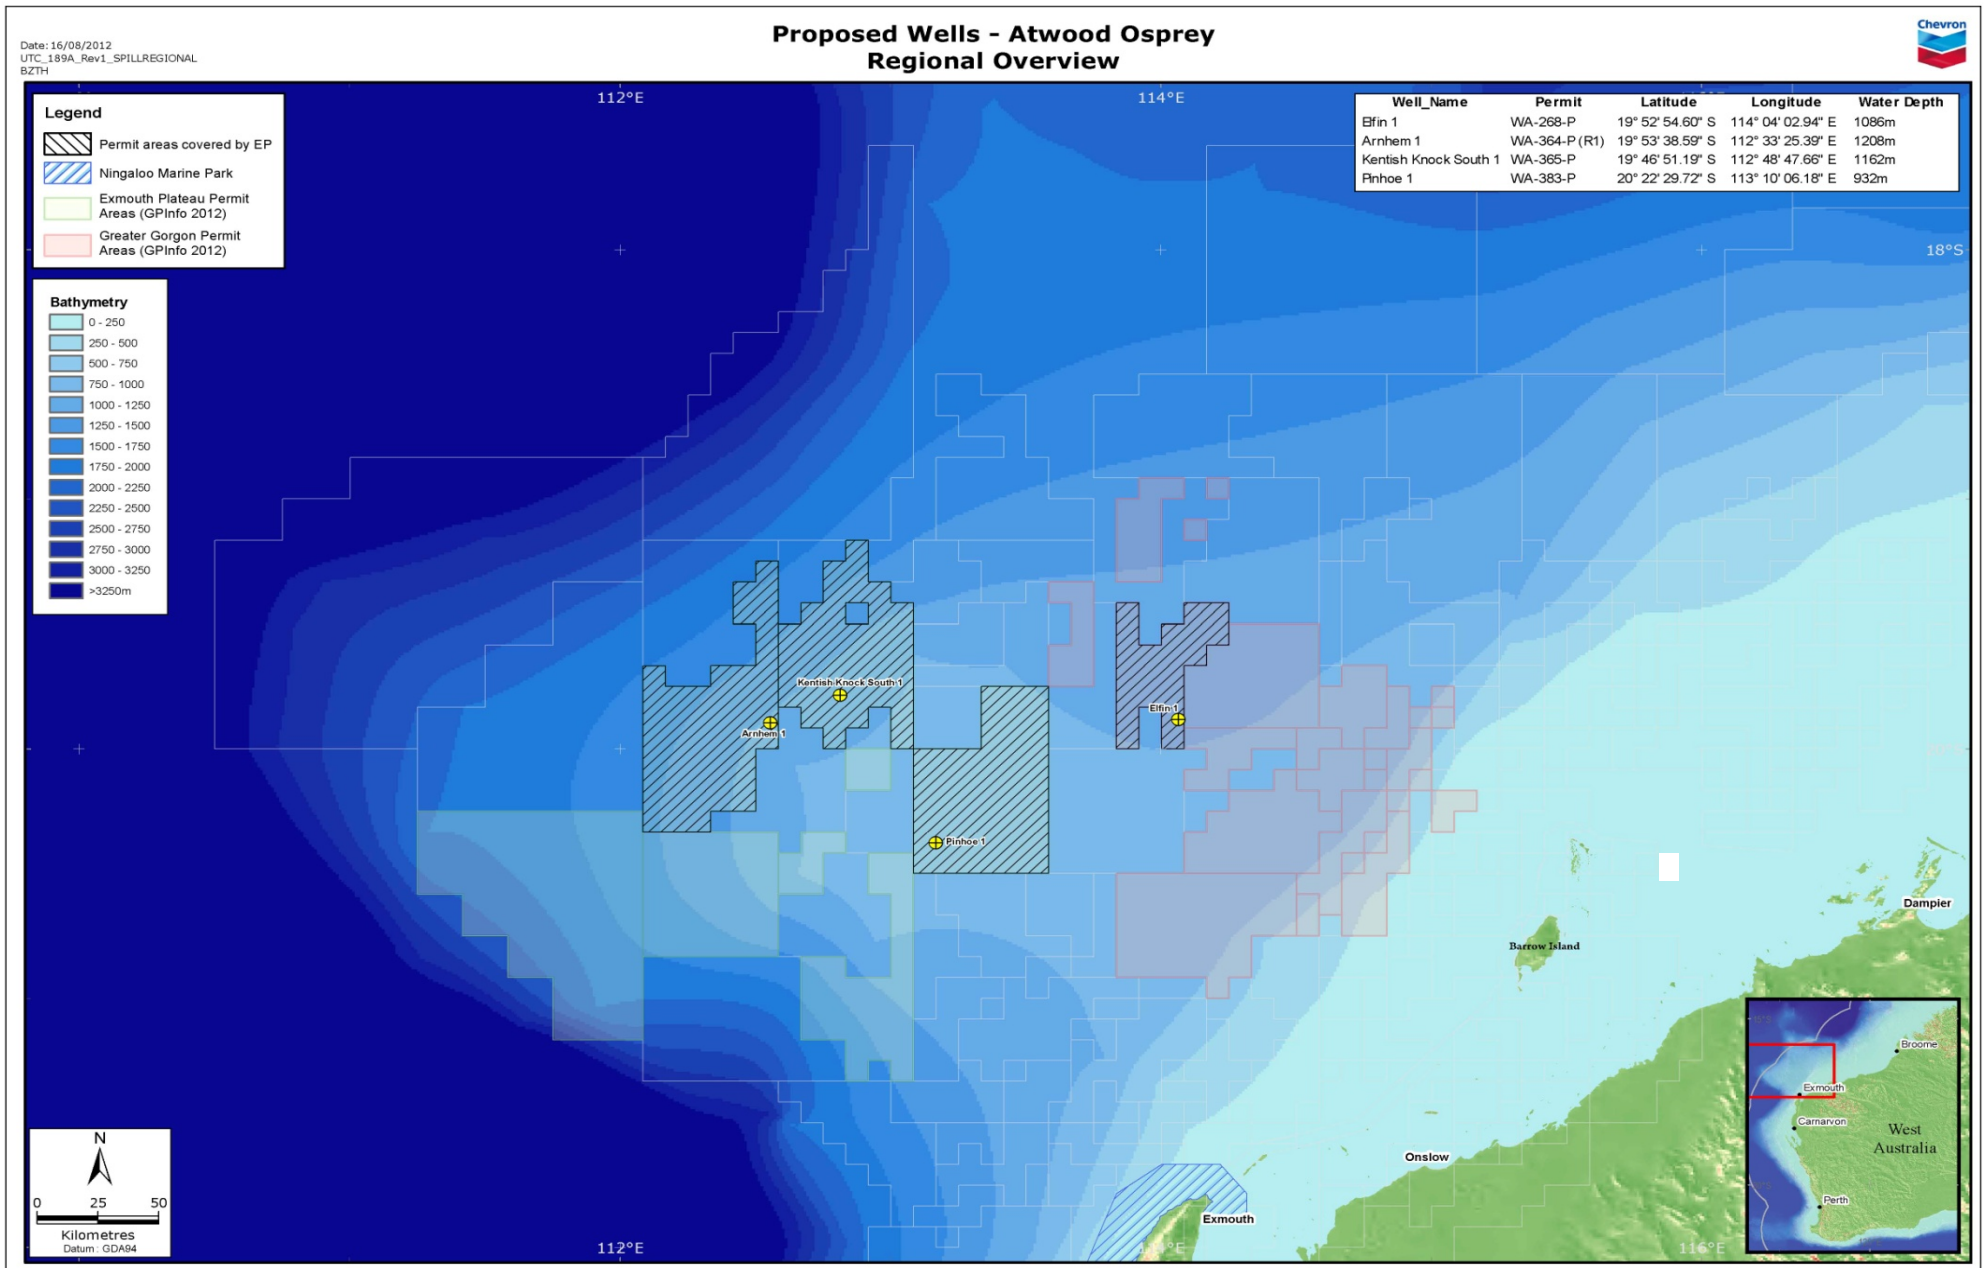 Proposed Wells - Atwood Osprey
Regional Overview
Date: 16/08/2012
UTC_189A_Rev1_SPILLREGIONAL
BZTH
Chevron
112°E
114°E
Legend
Permit areas covered by EP
Ningaloo Marine Park
Exmouth Plateau Permit
Areas (GPInfo 2012)
Greater Gorgon Permit
Areas (GPInfo 2012)
Well_Name Permit Latitude Longitude Water Depth
Elfin 1 WA-268-P 19° 52' 54.60" S 114° 04' 02.94" E 1086m
Arnhem 1 WA-364-P (R1) 19° 53' 38.59" S 112° 33' 25.39" E 1208m
Kentish Knock South 1 WA-365-P 19° 46' 51.19" S 112° 48' 47.66" E 1162m
Pinhoe 1 WA-383-P 20° 22' 29.72" S 113° 10' 06.18" E 932m
18°S
Bathymetry
0 - 250
250 - 500
500 - 750
750 - 1000
1000 - 1250
1250 - 1500
1500 - 1750
1750 - 2000
2000 - 2250
2250 - 2500
2500 - 2750
2750 - 3000
3000 - 3250
>3250m
Kentish Knock South 1
Elfin 1
Arnhem 1
Pinhoe 1
Dampier
Barrow Island
Onslow
Exmouth
N
0 25 50
Kilometres
Datum : GDA94
112°E
114°E
116°E
Broome
Exmouth
Carnarvon
West
Australia
Perth